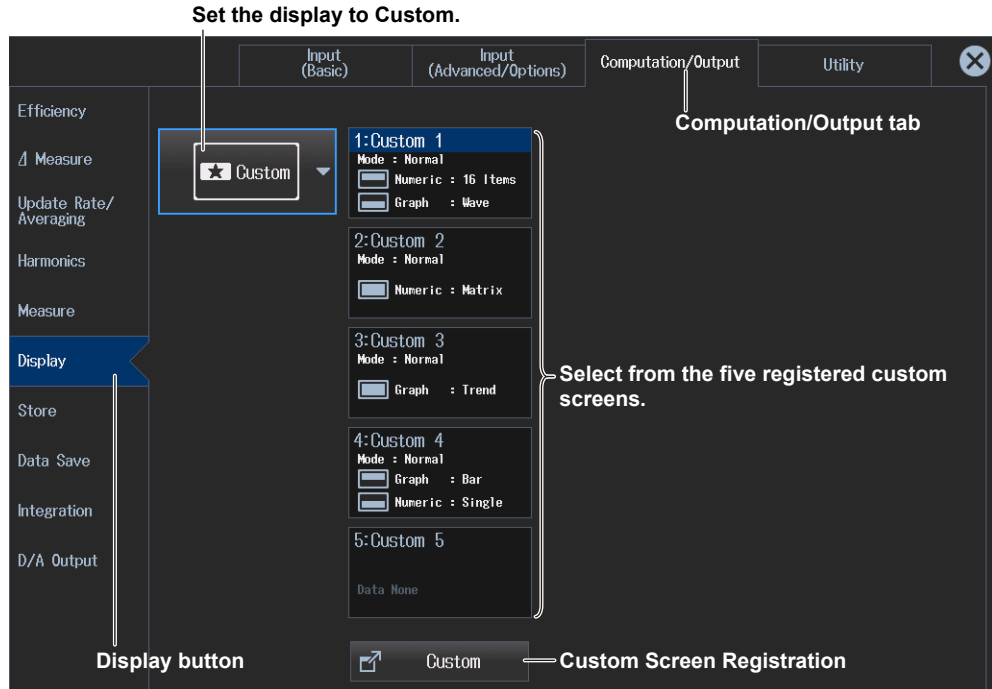 Set the display to Custom.
Input
(Basic)
Input
(Advanced/Options)
Computation/Output
Utility
Computation/Output tab
Efficiency
⊿ Measure
Update Rate/
Averaging
Harmonics
Measure
Display
Store
Data Save
Integration
D/A Output
Custom
1:Custom 1
Mode : Normal
Numeric : 16 Items
Graph : Wave
2:Custom 2
Mode : Normal
Numeric : Matrix
3:Custom 3
Mode : Normal
Graph : Trend
4:Custom 4
Mode : Normal
Graph : Bar
Numeric : Single
5:Custom 5
Data None
Select from the five registered custom
screens.
Display button
Custom
Custom Screen Registration